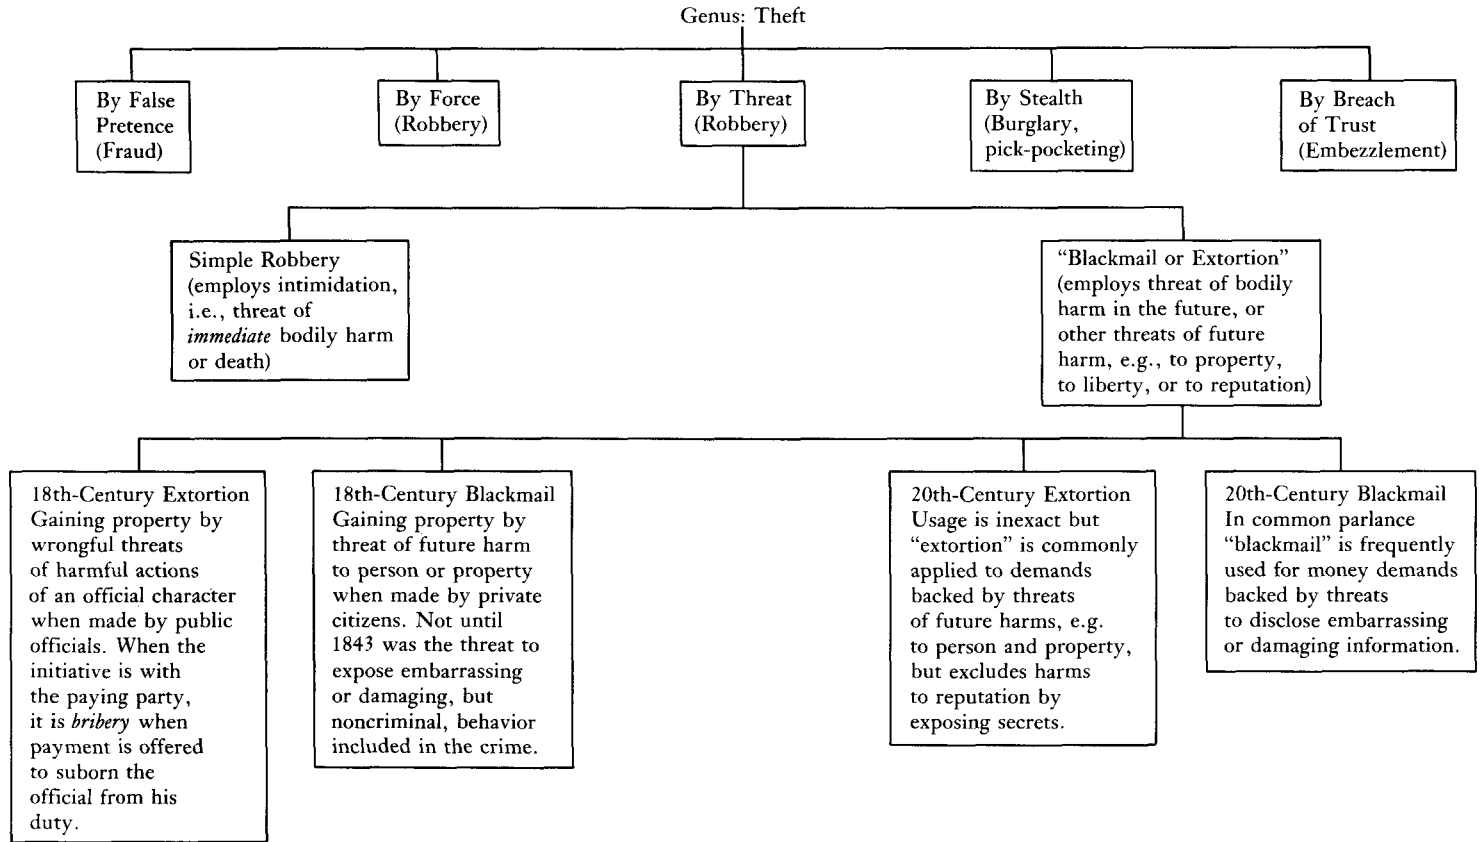 Genus: Theft
By False
Pretence
(Fraud)
By Force
(Robbery)
By Threat
(Robbery)
By Stealth
(Burglary,
pick-pocketing)
By Breach
of Trust
(Embezzlement)
Simple Robbery
(employs intimidation,
i.e., threat of
immediate bodily harm
or death)
“Blackmail or Extortion”
(employs threat of bodily
harm in the future, or
other threats of future
harm, e.g., to property,
to liberty, or to reputation)
18th-Century Extortion
Gaining property by
wrongful threats
of harmful actions
of an official character
when made by public
officials. When the
initiative is with
the paying party,
it is bribery when
payment is offered
to suborn the
official from his
duty.
18th-Century Blackmail
Gaining property by
threat of future harm
to person or property
when made by private
citizens. Not until
1843 was the threat to
expose embarrassing
or damaging, but
noncriminal, behavior
included in the crime.
20th-Century Extortion
Usage is inexact but
“extortion” is commonly
applied to demands
backed by threats
of future harms, e.g.
to person and property,
but excludes harms
to reputation by
exposing secrets.
20th-Century Blackmail
In common parlance
“blackmail” is frequently
used for money demands
backed by threats
to disclose embarrassing
or damaging information.